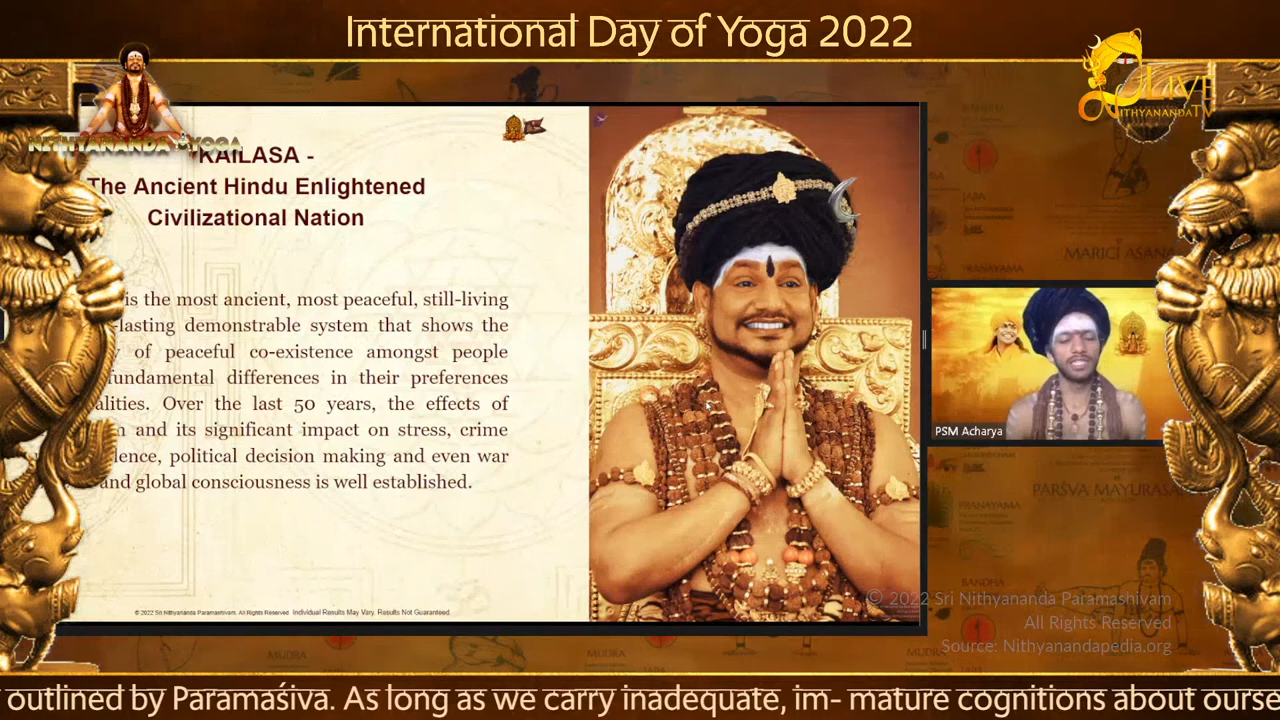 International Day of Yoga 2022
LIVE
NITHYANANDATV
NITHYANANDA YOGA
KAILASA -
The Ancient Hindu Enlightened
Civilizational Nation
is the most ancient, most peaceful, still-living
-lasting demonstrable system that shows the
of peaceful co-existence amongst people
fundamental differences in their preferences
alities. Over the last 50 years, the effects of
and its significant impact on stress, crime
lence, political decision making and even war
and global consciousness is well established.
© 2022 Sri Nithyananda Paramashivam. All Rights Reserved Individual Results May Vary. Results Not Guaranteed.
MARICI ASANA
PSM Acharya
PARŚVA MAYURASA
PRANAYAMA
BANDHA
© 2022 Sri Nithyananda Paramashivam
All Rights Reserved
Source: Nithyanandapedia.org
MUDRA
MUDRA
MUDRA
outlined by Paramaśiva. As long as we carry inadequate, im- mature cognitions about ourse